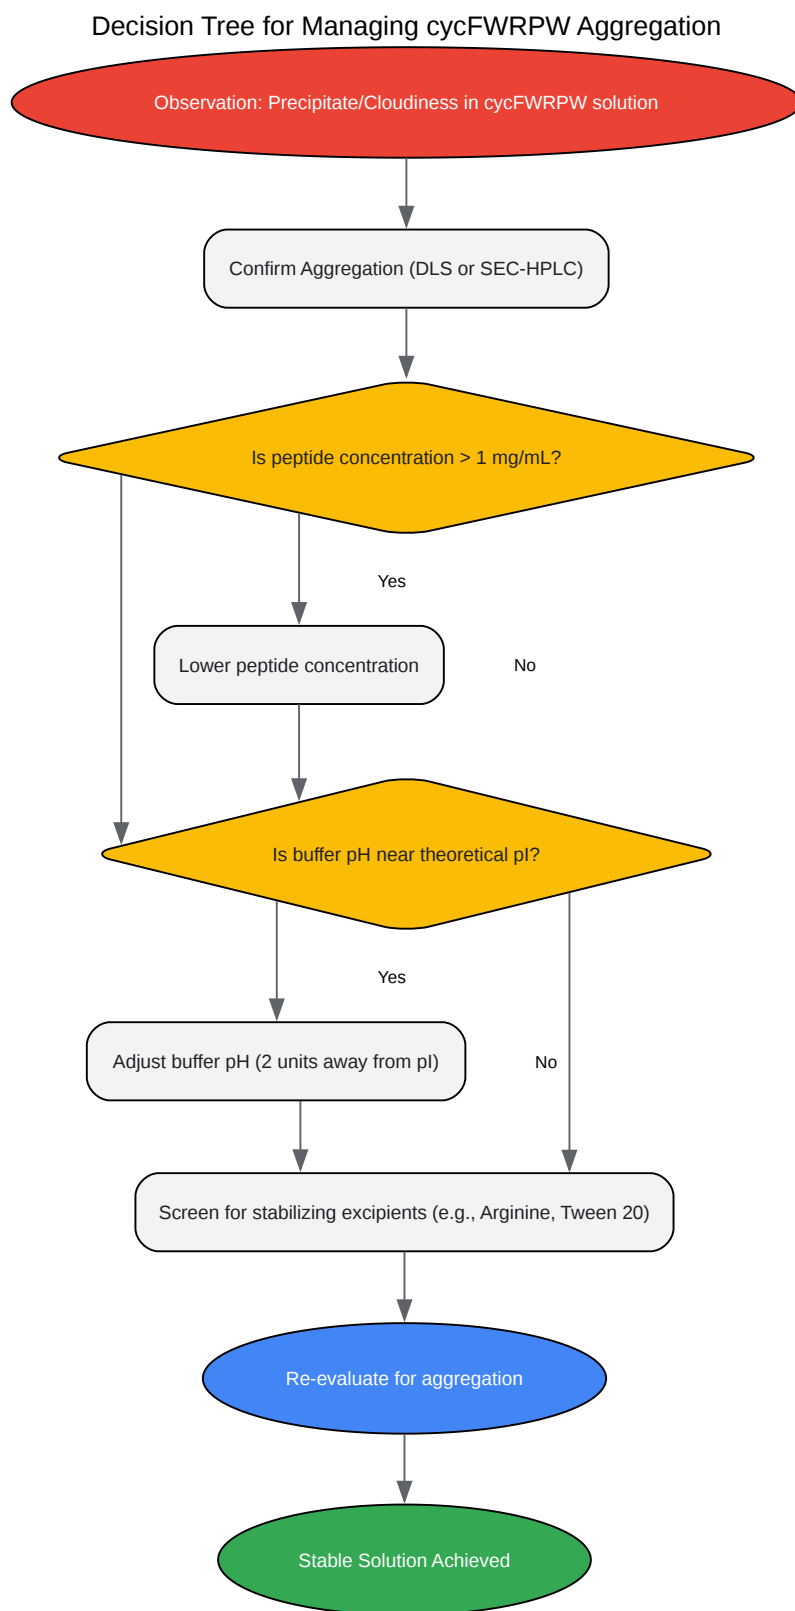 Decision Tree for Managing cycFWRPW Aggregation
Observation: Precipitate/Cloudiness in cycFWRPW solution
Confirm Aggregation (DLS or SEC-HPLC)
Is peptide concentration > 1 mg/mL?
Yes
Lower peptide concentration
No
Is buffer pH near theoretical pI?
Yes
Adjust buffer pH (2 units away from pI)
No
Screen for stabilizing excipients (e.g., Arginine, Tween 20)
Re-evaluate for aggregation
Stable Solution Achieved